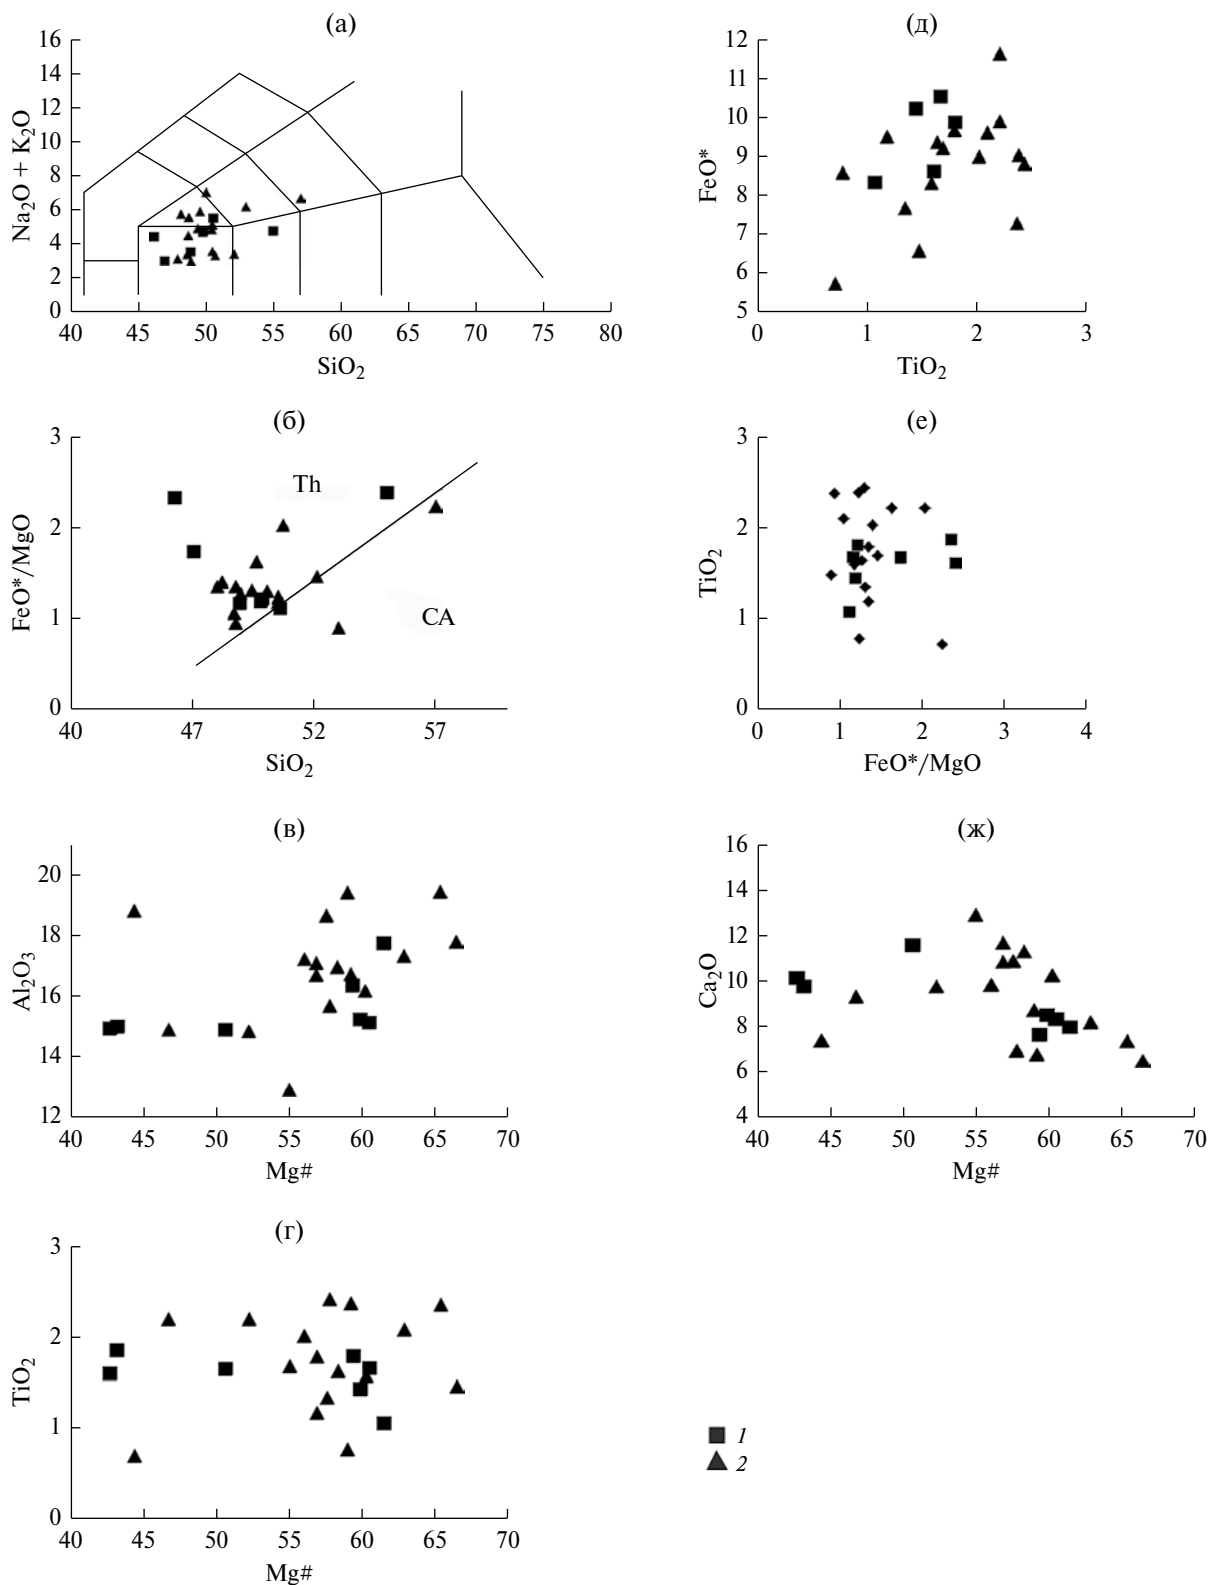 (а)
16
14
12
10
8
6
4
2
0
Na₂O + K₂O
40 45 50 55 60 65 70 75 80
SiO₂
(д)
12
11
10
9
8
7
6
5
FeO*
0 1 2 3
TiO₂
(б)
3
2
1
0
FeO*/MgO
Th
CA
40 47 52 57
SiO₂
(е)
3
2
1
0
TiO₂
0 1 2 3 4
FeO*/MgO
(в)
20
18
16
14
12
Al₂O₃
40 45 50 55 60 65 70
Mg#
(ж)
16
14
12
10
8
6
4
Ca₂O
40 45 50 55 60 65 70
Mg#
(г)
3
2
1
0
TiO₂
40 45 50 55 60 65 70
Mg#
1
2